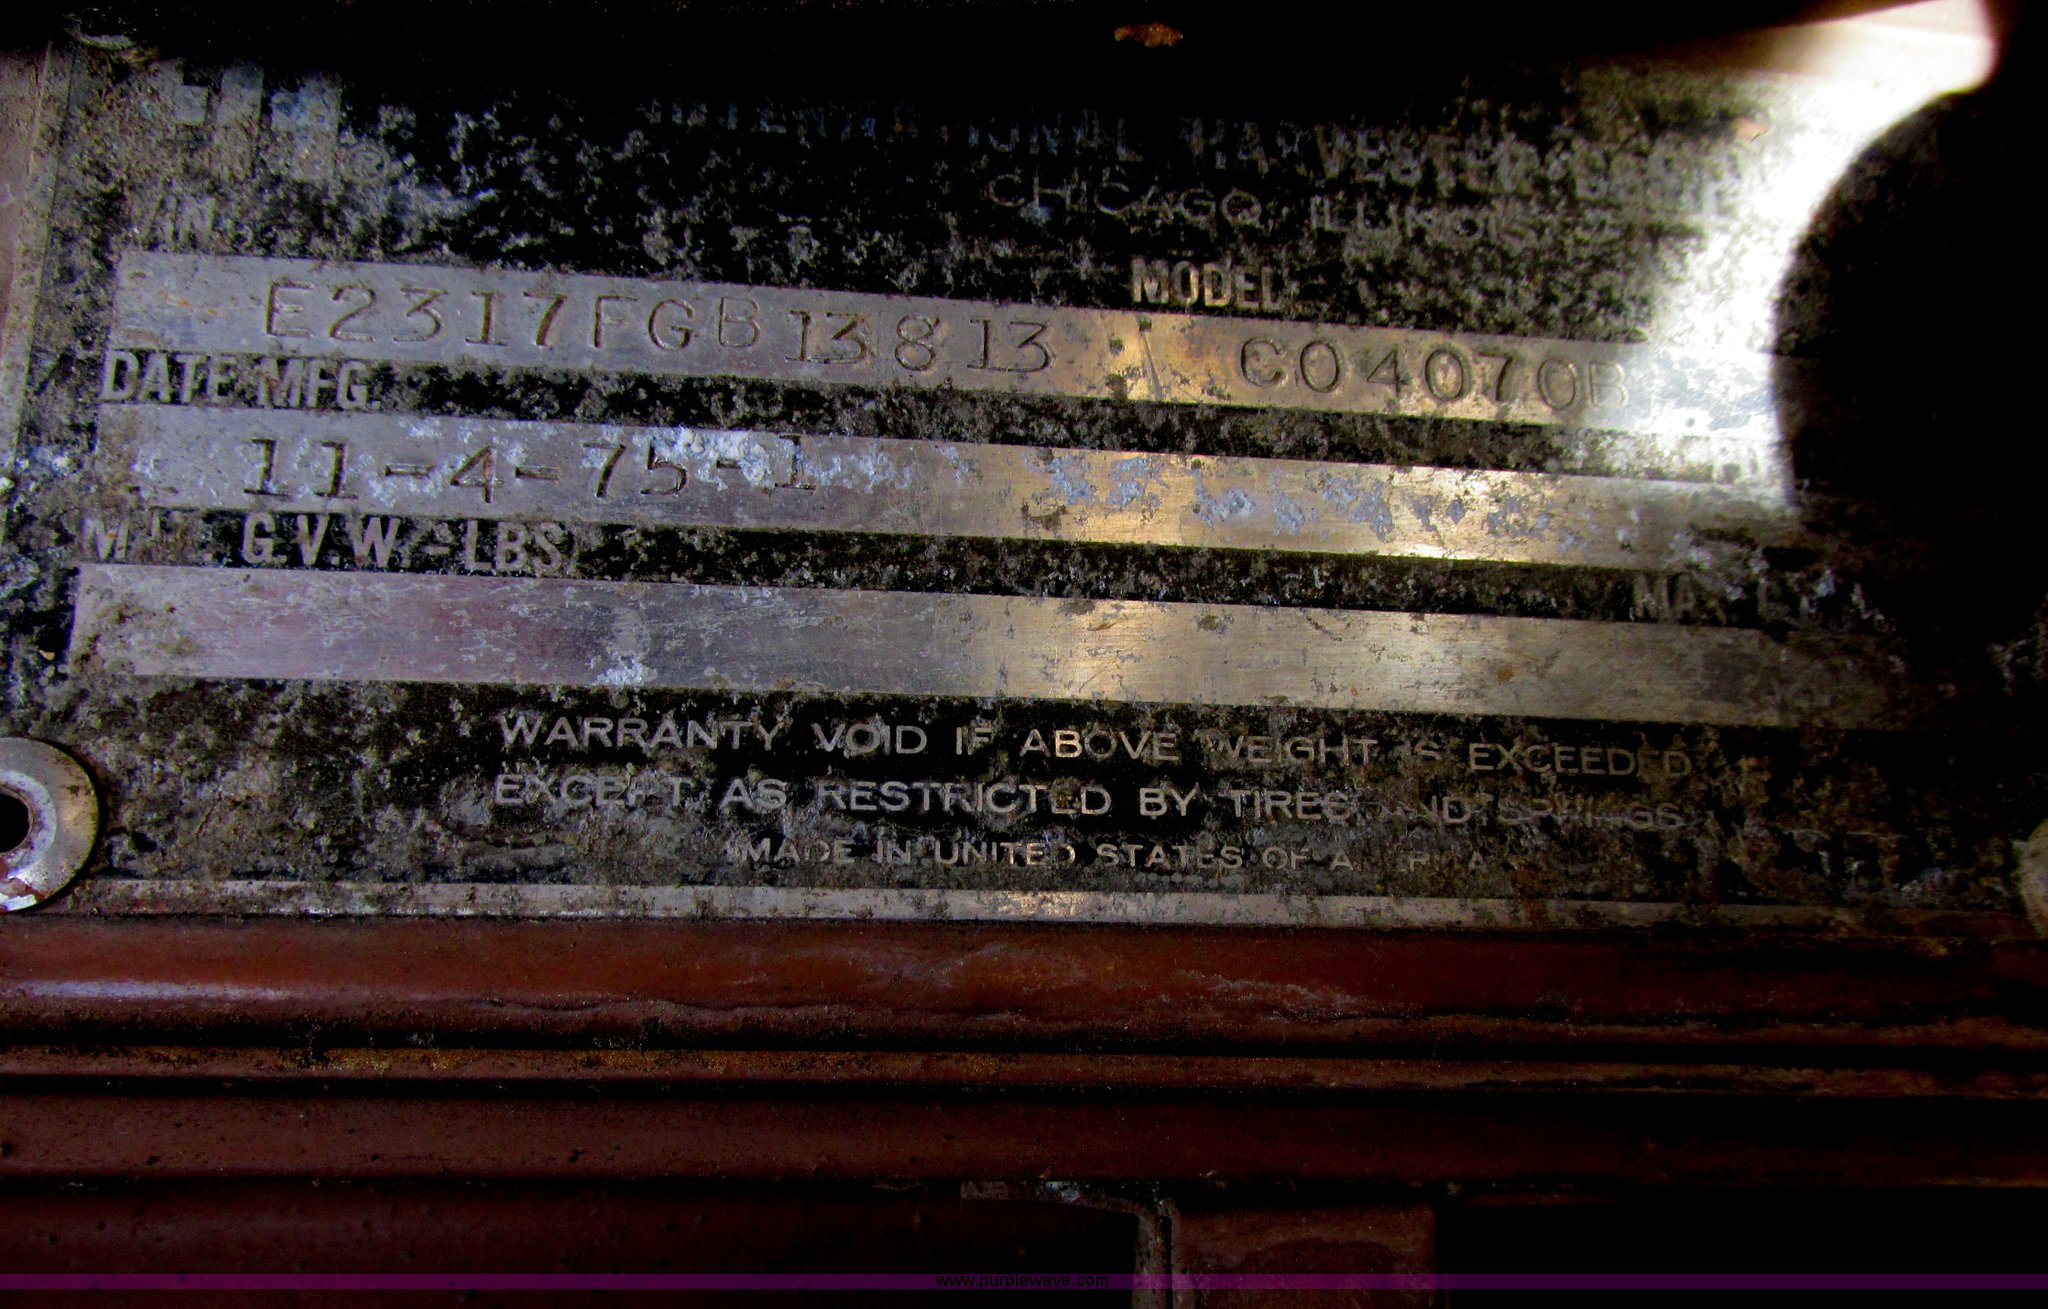 ®
CHICAGO, ILLINOIS
MODEL
E2317FGB13813 CO4070B
DATE MFG.
11-4-75-1
G.V.W.-LBS
WARRANTY VOID IF ABOVE WEIGHT IS EXCEEDED
EXCEPT AS RESTRICTED BY TIRES AND SPRINGS
MADE IN UNITED STATES OF
www.purplewave.com